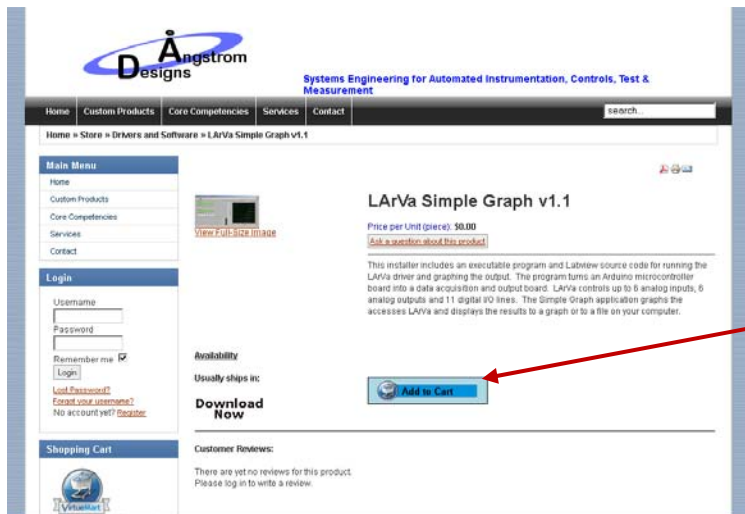 Ångstrom
Designs
Systems Engineering for Automated Instrumentation, Controls, Test &
Measurement
Home Custom Products Core Competencies Services Contact search...
Home » Store » Drivers and Software » LArVa Simple Graph v1.1
Main Menu
Home
Custom Products
Core Competencies
Services
Contact
View Full-Size Image
LArVa Simple Graph v1.1
Price per Unit (piece): $0.00
Ask a question about this product
This installer includes an executable program and Labview source code for running the
LArVa driver and graphing the output. The program turns an Arduino microcontroller
board into a data acquisition and output board. LArVa controls up to 6 analog inputs, 6
analog outputs and 11 digital I/O lines. The Simple Graph application graphs the
accesses LArVa and displays the results to a graph or to a file on your computer.
Login
Username
Password
Remember me
Login
Lost Password?
Forgot your username?
No account yet? Register
Availability
Usually ships in:
Download
Now
Add to Cart
Shopping Cart
VirtueMart
Customer Reviews:
There are yet no reviews for this product.
Please log in to write a review.